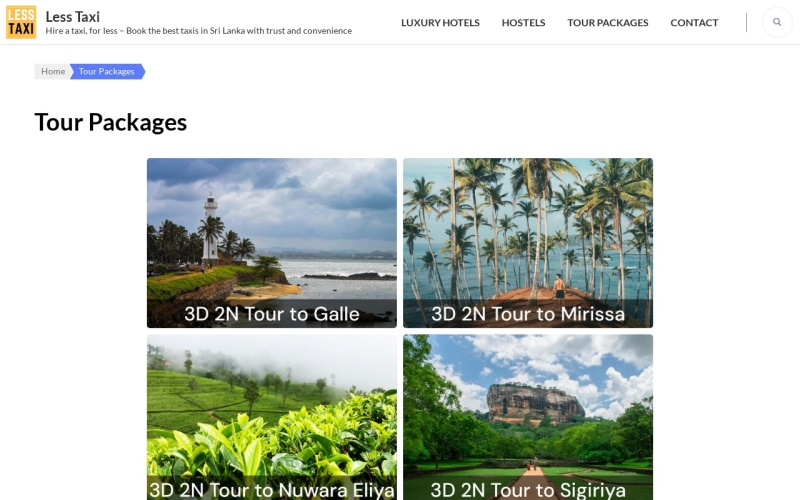 LESS
TAXI
Less Taxi
Hire a taxi, for less – Book the best taxis in Sri Lanka with trust and convenience
LUXURY HOTELS
HOSTELS
TOUR PACKAGES
CONTACT
Home
Tour Packages
Tour Packages
3D 2N Tour to Galle
3D 2N Tour to Mirissa
3D 2N Tour to Nuwara Eliya
3D 2N Tour to Sigiriya